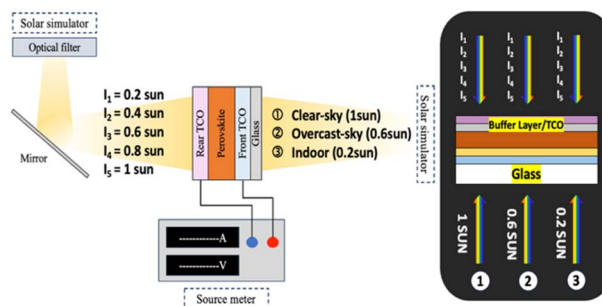 Solar simulator
Optical filter
Mirror
I₁ = 0.2 sun
I₂ = 0.4 sun
I₃ = 0.6 sun
I₄ = 0.8 sun
I₅ = 1 sun
Rear TCO
Perovskite
Front TCO
Glass
① Clear-sky (1sun)
② Overcast-sky (0.6sun)
③ Indoor (0.2sun)
------------A
------------V
Source meter
Solar simulator
I₁ I₁ I₁
I₂ I₂ I₂
I₃ I₃ I₃
I₄ I₄ I₄
I₅ I₅ I₅
Buffer Layer/TCO
Glass
1 SUN
0.6 SUN
0.2 SUN
① ② ③